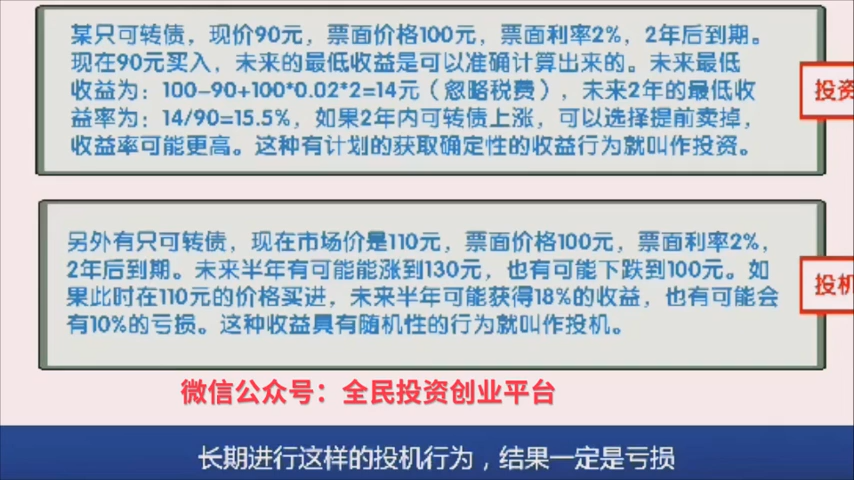 某只可转债，现价90元，票面价格100元，票面利率2%，2年后到期。
现在90元买入，未来的最低收益是可以准确计算出来的。未来最低
收益为：100-90+100*0.02*2=14元（忽略税费），未来2年的最低收
益率为：14/90=15.5%，如果2年内可转债上涨，可以选择提前卖掉，
收益率可能更高。这种有计划的获取确定性的收益行为就叫作投资。
投资
另外有只可转债，现在市场价是110元，票面价格100元，票面利率2%，
2年后到期。未来半年有可能能涨到130元，也有可能下跌到100元。如
果此时在110元的价格买进，未来半年可能获得18%的收益，也有可能会
有10%的亏损。这种收益具有随机性的行为就叫作投机。
投机
微信公众号：全民投资创业平台
长期进行这样的投机行为，结果一定是亏损